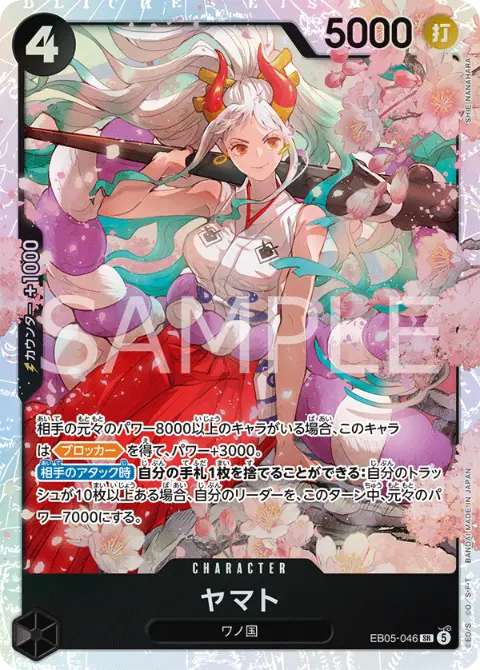 4
5000
打
SHIE NANAHARA
カウンター+1000
SAMPLE
相手の元々のパワー8000以上のキャラがいる場合、このキャラ
は ブロッカー を得て、パワー+3000。
相手のアタック時 自分の手札1枚を捨てることができる：自分のトラッ
シュが10枚以上ある場合、自分のリーダーを、このターン中、元々のパ
ワー7000にする。
CHARACTER
ヤマト
ワノ国
EB05-046 SR 5
©E.O/S ©O./S・F・T BANDAI MADE IN JAPAN